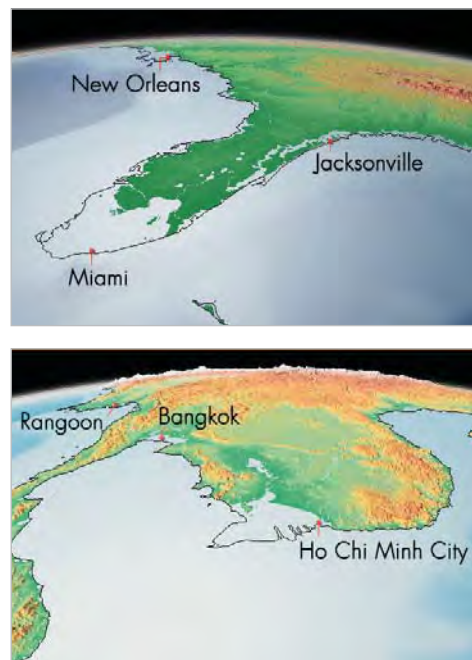 New Orleans
Jacksonville
Miami
Rangoon
Bangkok
Ho Chi Minh City